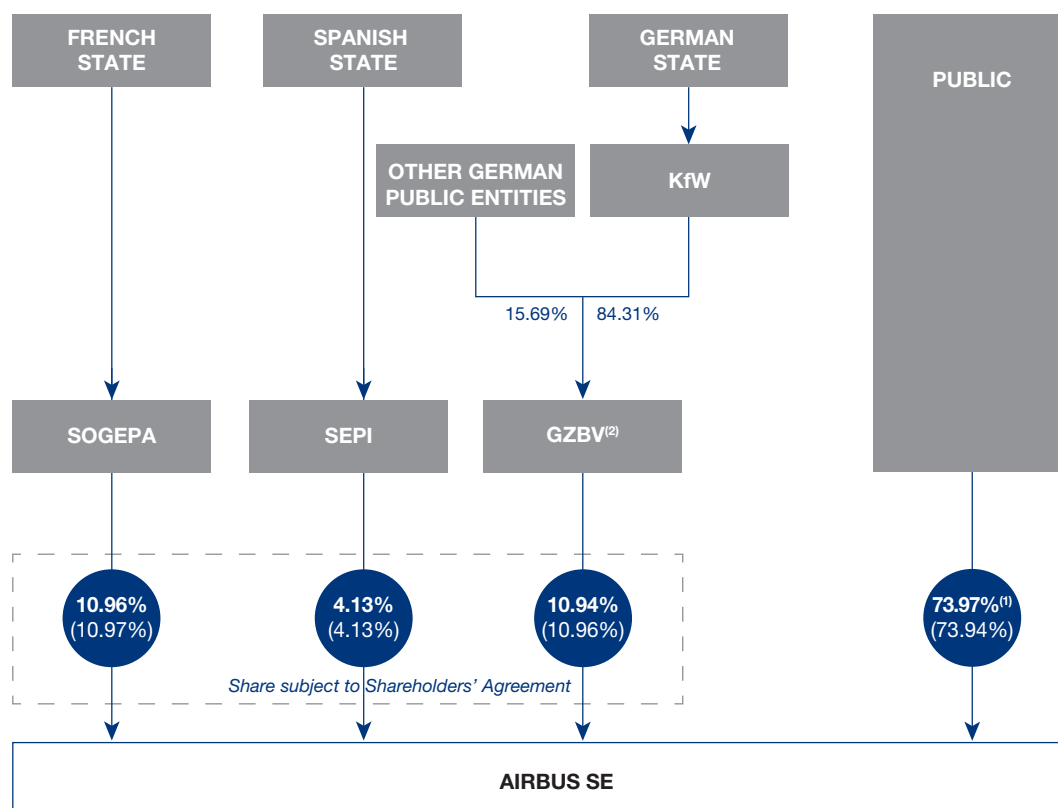 FRENCH
STATE
SPANISH
STATE
GERMAN
STATE
PUBLIC
OTHER GERMAN
PUBLIC ENTITIES
KfW
15.69%
84.31%
SOGEPA
SEPI
GZBV(2)
10.96%
(10.97%)
4.13%
(4.13%)
10.94%
(10.96%)
73.97%(1)
(73.94%)
Share subject to Shareholders’ Agreement
AIRBUS SE